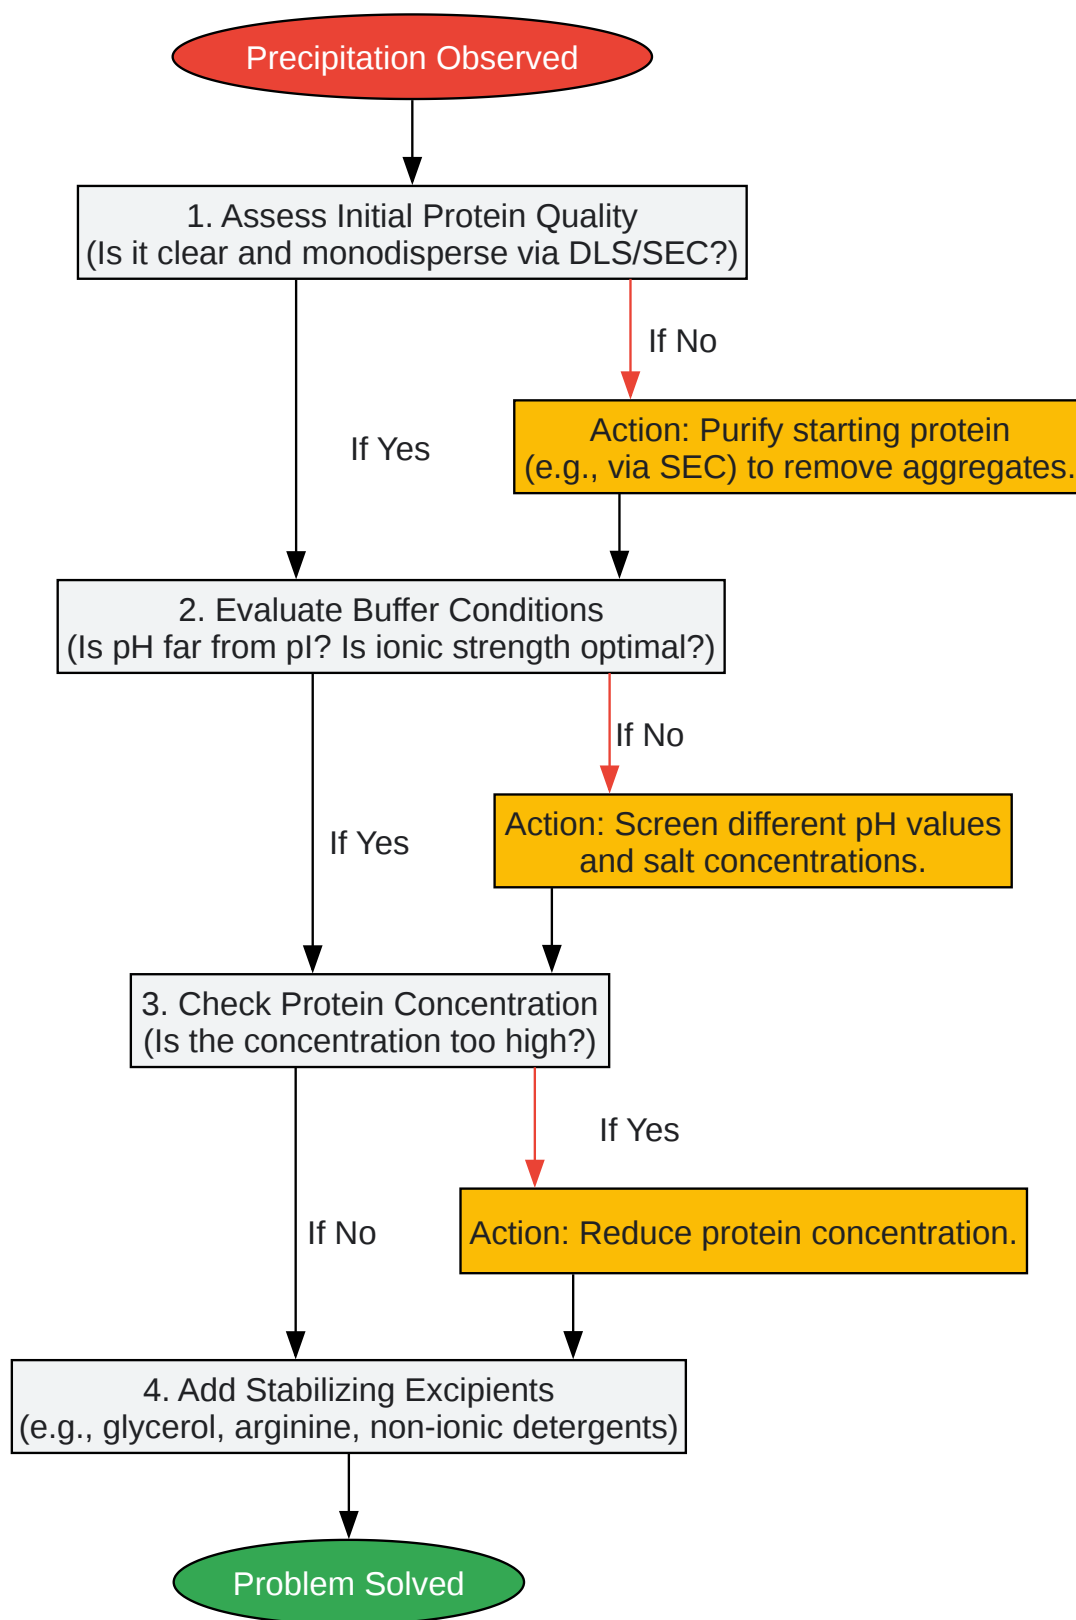 Precipitation Observed
1. Assess Initial Protein Quality
(Is it clear and monodisperse via DLS/SEC?)
If No
Action: Purify starting protein
(e.g., via SEC) to remove aggregates.
If Yes
2. Evaluate Buffer Conditions
(Is pH far from pI? Is ionic strength optimal?)
If No
Action: Screen different pH values
and salt concentrations.
If Yes
3. Check Protein Concentration
(Is the concentration too high?)
If Yes
Action: Reduce protein concentration.
If No
4. Add Stabilizing Excipients
(e.g., glycerol, arginine, non-ionic detergents)
Problem Solved